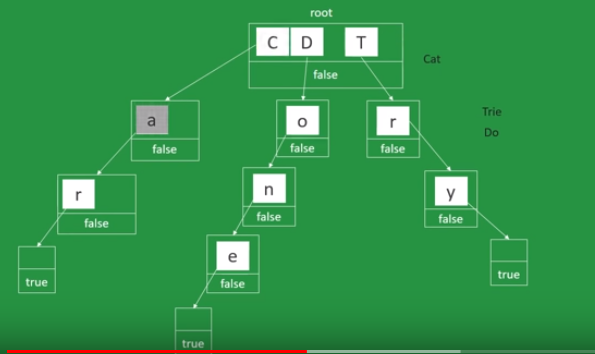 root
C D T
false
Cat
a
false
o
false
r
false
Trie
Do
r
false
n
false
y
false
true
e
false
true
true